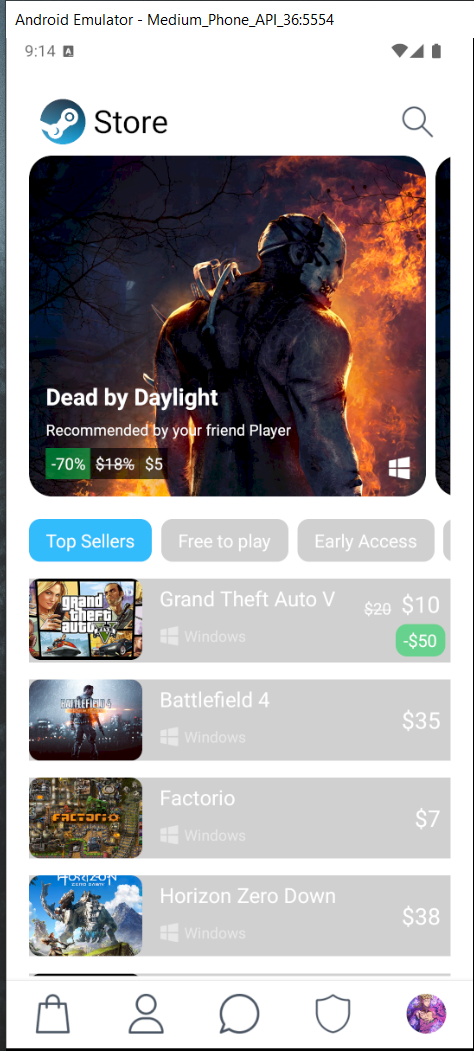 Android Emulator - Medium_Phone_API_36:5554
9:14 A
Store
Dead by Daylight
Recommended by your friend Player
-70% $18% $5
Top Sellers Free to play Early Access
grand theft auto V
Grand Theft Auto V $20 $10
Windows -$50
BATTLEFIELD 4
Battlefield 4 $35
Windows
FACTORIO
Factorio $7
Windows
HORIZON
ZERO DAWN
Horizon Zero Down $38
Windows